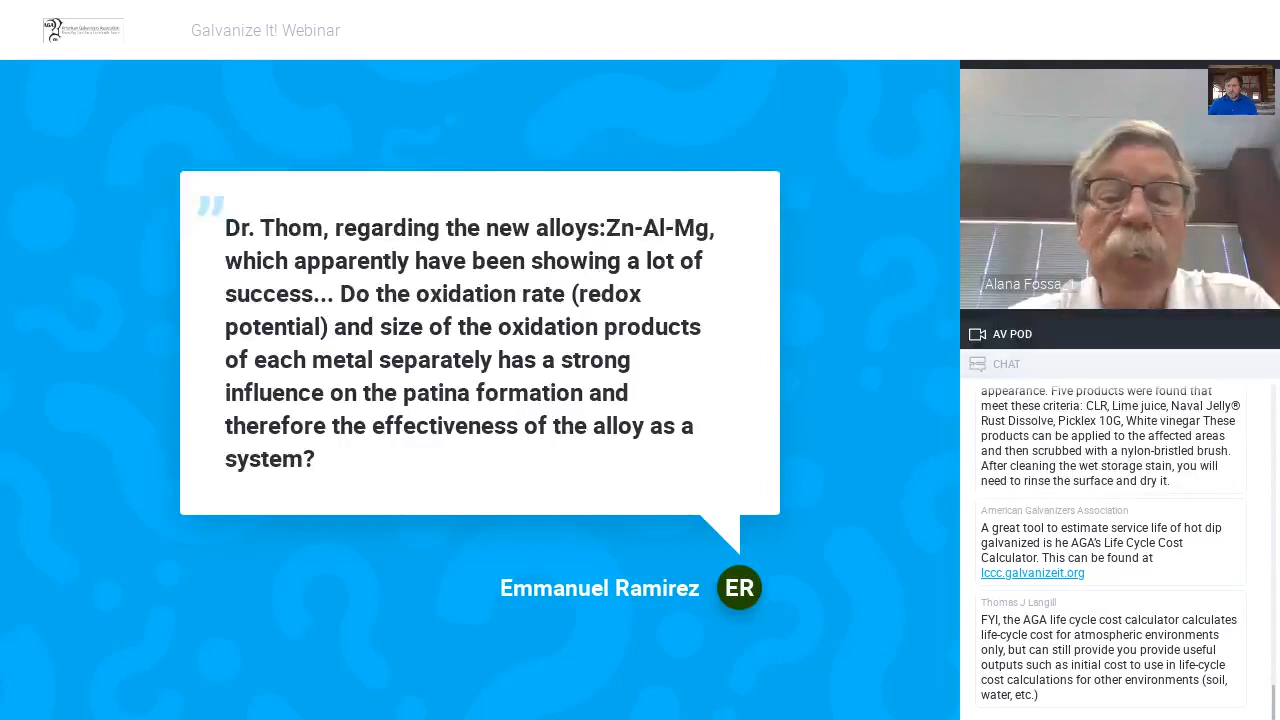 AGA
American Galvanizers Association
Galvanize It! Webinar
Dr. Thom, regarding the new alloys:Zn-Al-Mg,
which apparently have been showing a lot of
success... Do the oxidation rate (redox
potential) and size of the oxidation products
of each metal separately has a strong
influence on the patina formation and
therefore the effectiveness of the alloy as a
system?
Emmanuel Ramirez
ER
Alana Fossa_1
AV POD
CHAT
appearance. Five products were found that
meet these criteria: CLR, Lime juice, Naval Jelly®
Rust Dissolve, Picklex 10G, White vinegar These
products can be applied to the affected areas
and then scrubbed with a nylon-bristled brush.
After cleaning the wet storage stain, you will
need to rinse the surface and dry it.
American Galvanizers Association
A great tool to estimate service life of hot dip
galvanized is he AGA's Life Cycle Cost
Calculator. This can be found at
lccc.galvanizeit.org
Thomas J Langill
FYI, the AGA life cycle cost calculator calculates
life-cycle cost for atmospheric environments
only, but can still provide you provide useful
outputs such as initial cost to use in life-cycle
cost calculations for other environments (soil,
water, etc.)